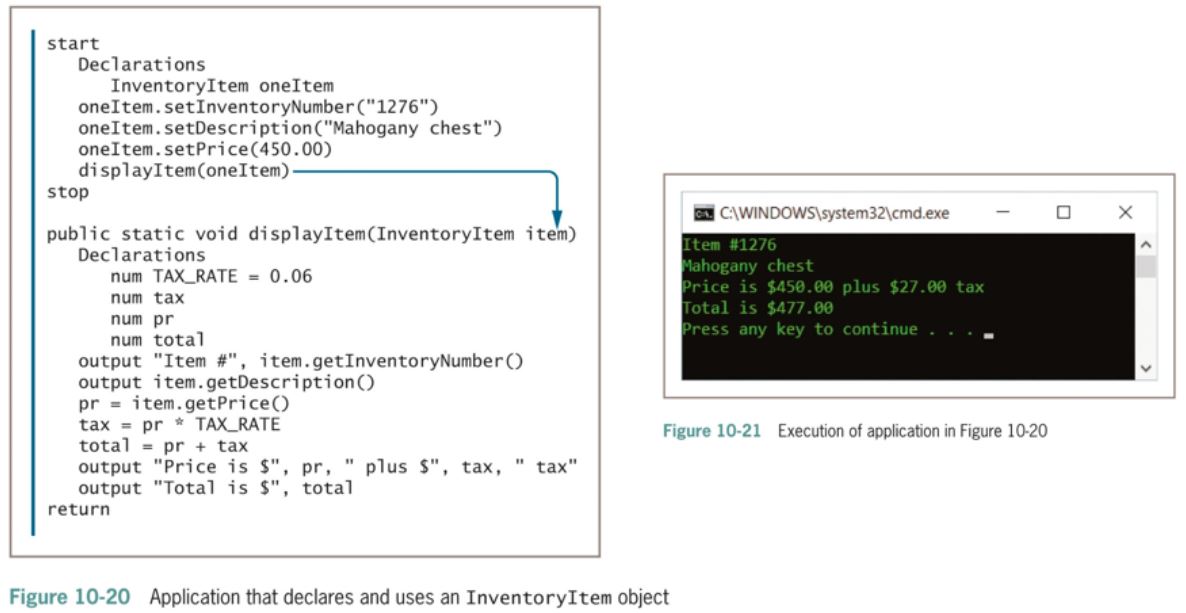 start
Declarations
InventoryItem oneItem
oneItem.setInventoryNumber("1276")
oneItem.setDescription("Mahogany chest")
oneItem.setPrice(450.00)
displayItem(oneItem)
stop
public static void displayItem(InventoryItem item)
Declarations
num TAX_RATE = 0.06
num tax
num pr
num total
output "Item #", item.getInventoryNumber()
output item.getDescription()
pr = item.getPrice()
tax = pr * TAX_RATE
total = pr + tax
output "Price is $", pr, " plus $", tax, " tax"
output "Total is $", total
return
Figure 10-20 Application that declares and uses an InventoryItem object
C:\WINDOWS\system32\cmd.exe
Item #1276
Mahogany chest
Price is $450.00 plus $27.00 tax
Total is $477.00
Press any key to continue . . .
Figure 10-21 Execution of application in Figure 10-20